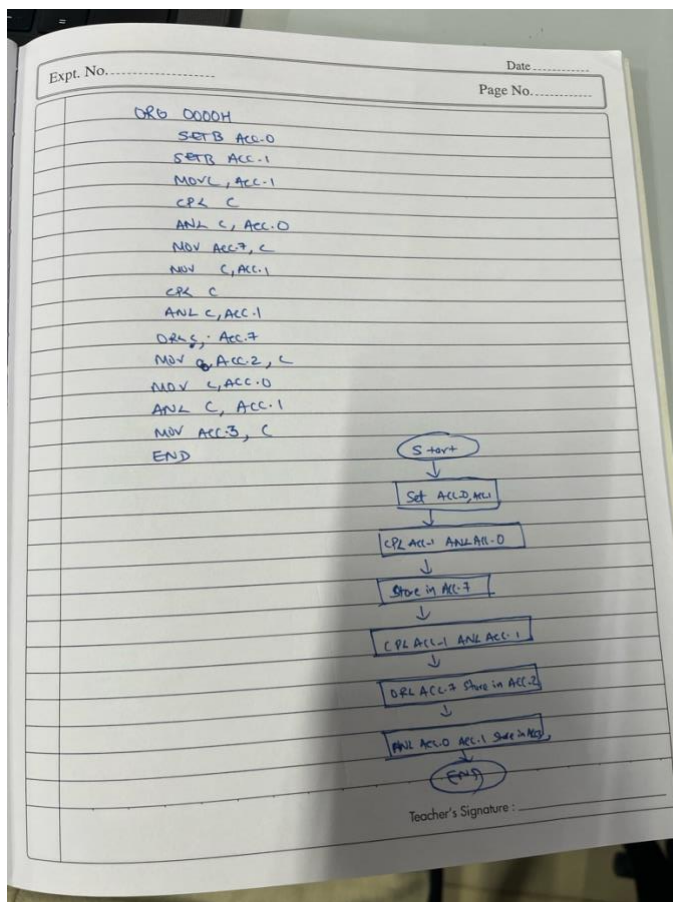 Expt. No.
Date
Page No.
ORG 0000H
SETB ACC.0
SETB ACC.1
MOVC, ACC.1
CPL C
ANL C, ACC.0
MOV ACC.7, C
MOV C, ACC.1
CPL C
ANL C, ACC.1
ORL C, ACC.7
MOV ACC.2, C
MOV C, ACC.0
ANL C, ACC.1
MOV ACC.3, C
END
Start
Set ACC.0, ACC.1
CPL ACC.1 ANL ACC.0
Store in ACC.7
CPL ACC.1 ANL ACC.1
ORL ACC.7 Store in ACC.2
ANL ACC.0 ACC.1 Store in
END
Teacher's Signature :